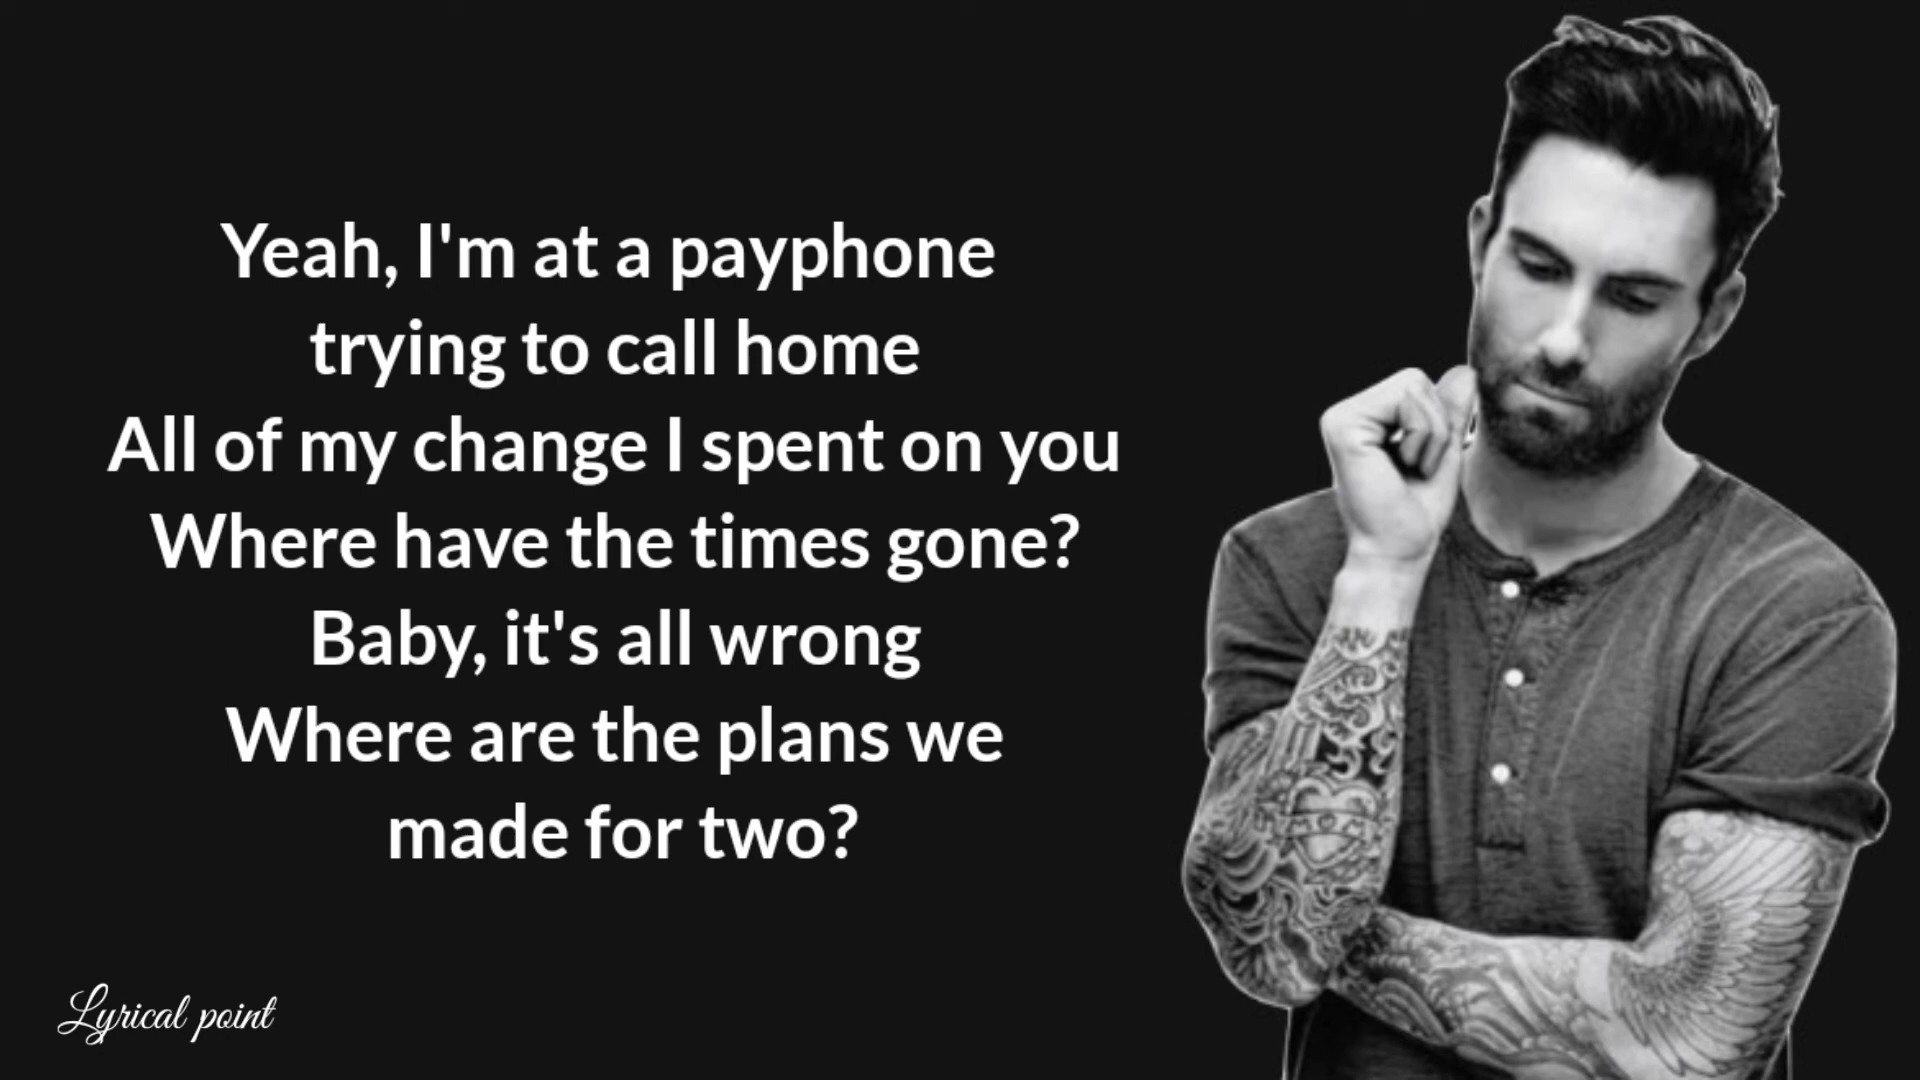 Yeah, I'm at a payphone
trying to call home
All of my change I spent on you
Where have the times gone?
Baby, it's all wrong
Where are the plans we
made for two?
Lyrical point